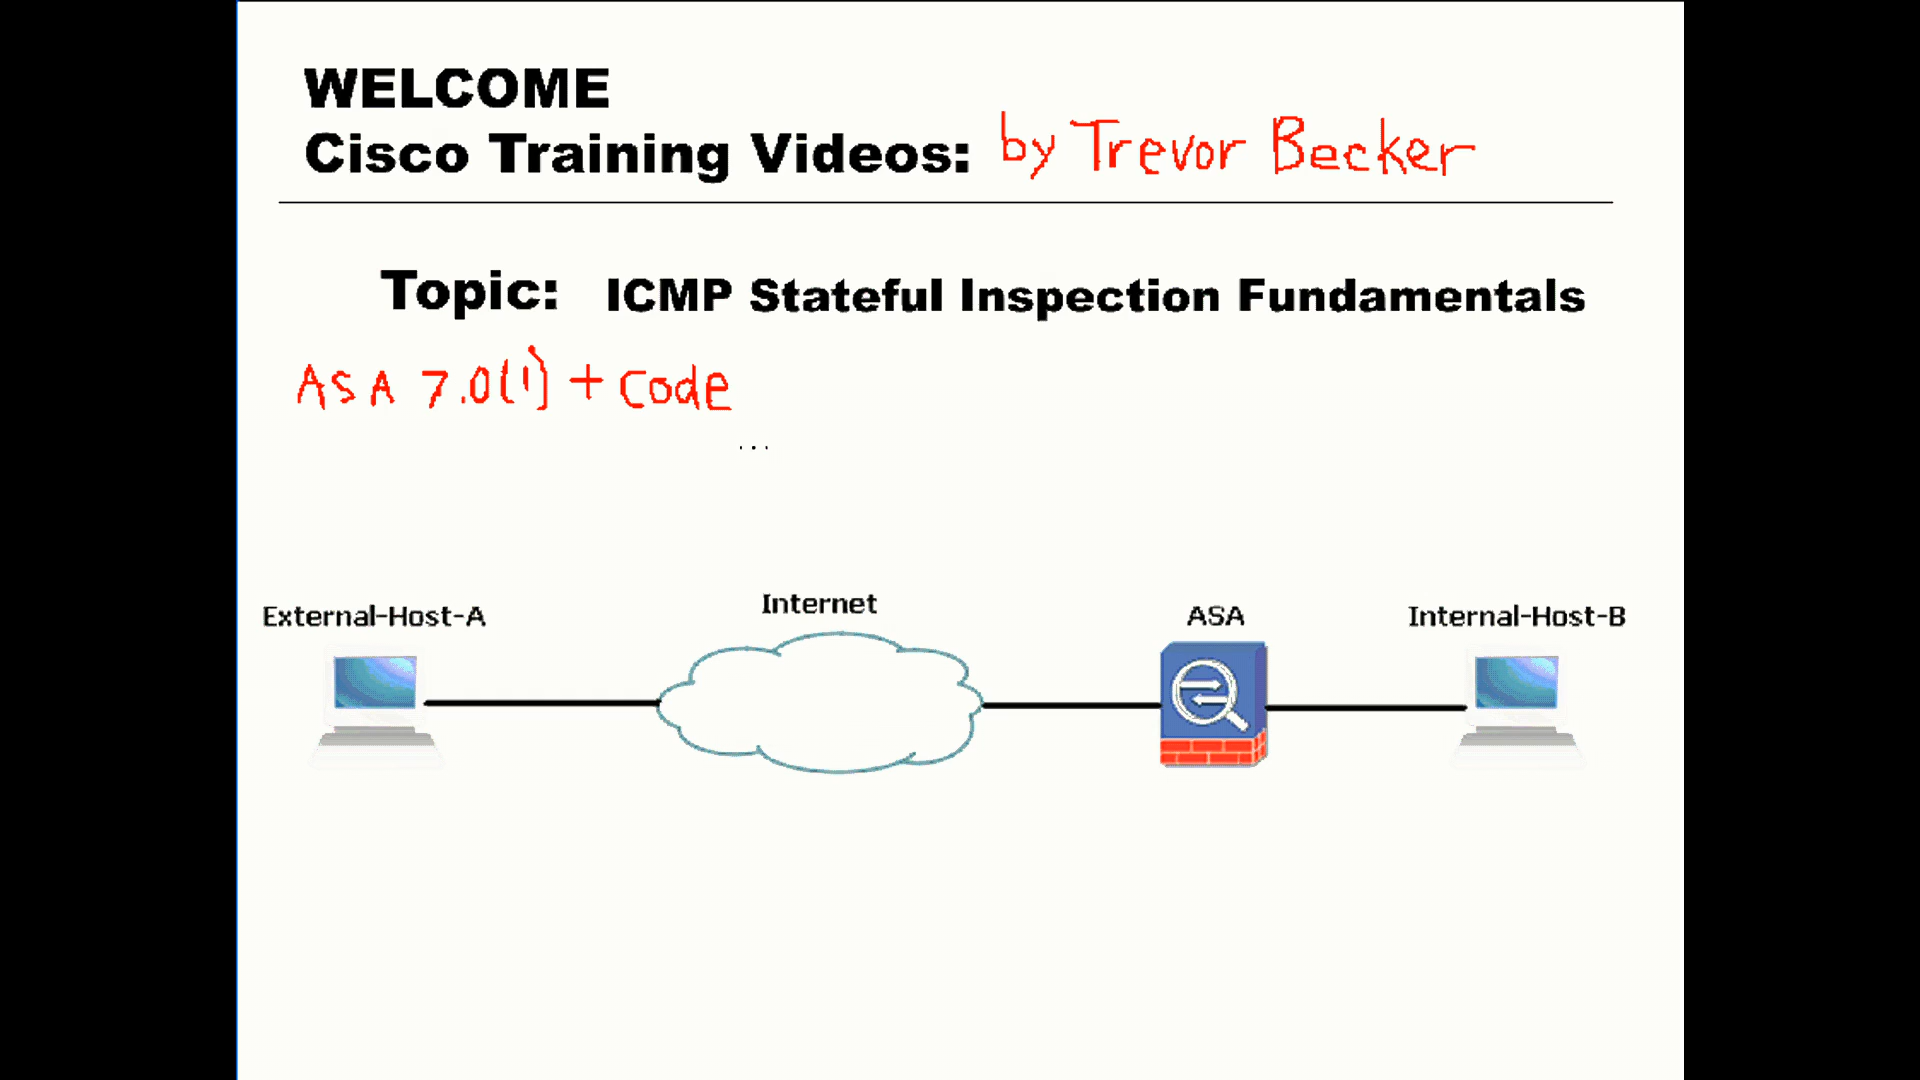 WELCOME
Cisco Training Videos: by Trevor Becker
Topic: ICMP Stateful Inspection Fundamentals
ASA 7.0(1) + Code
...
Internet
External-Host-A
ASA
Internal-Host-B